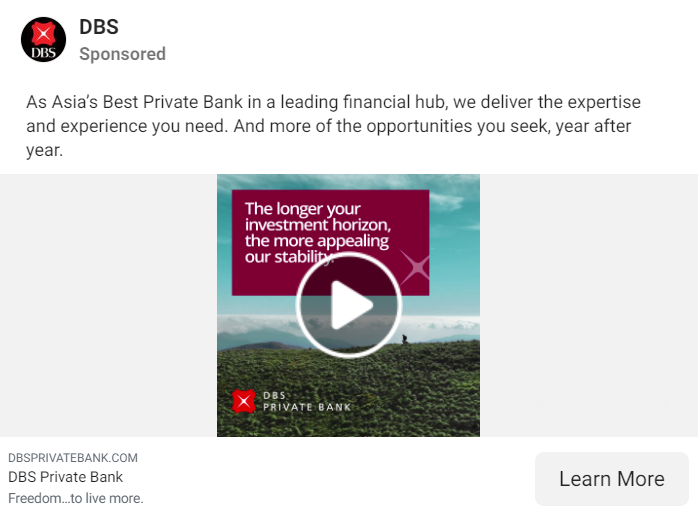 DBS
DBS
Sponsored
As Asia’s Best Private Bank in a leading financial hub, we deliver the expertise
and experience you need. And more of the opportunities you seek, year after
year.
The longer your
investment horizon,
the more appealing
our stability.
DBS
PRIVATE BANK
DBSPRIVATEBANK.COM
DBS Private Bank
Freedom...to live more.
Learn More